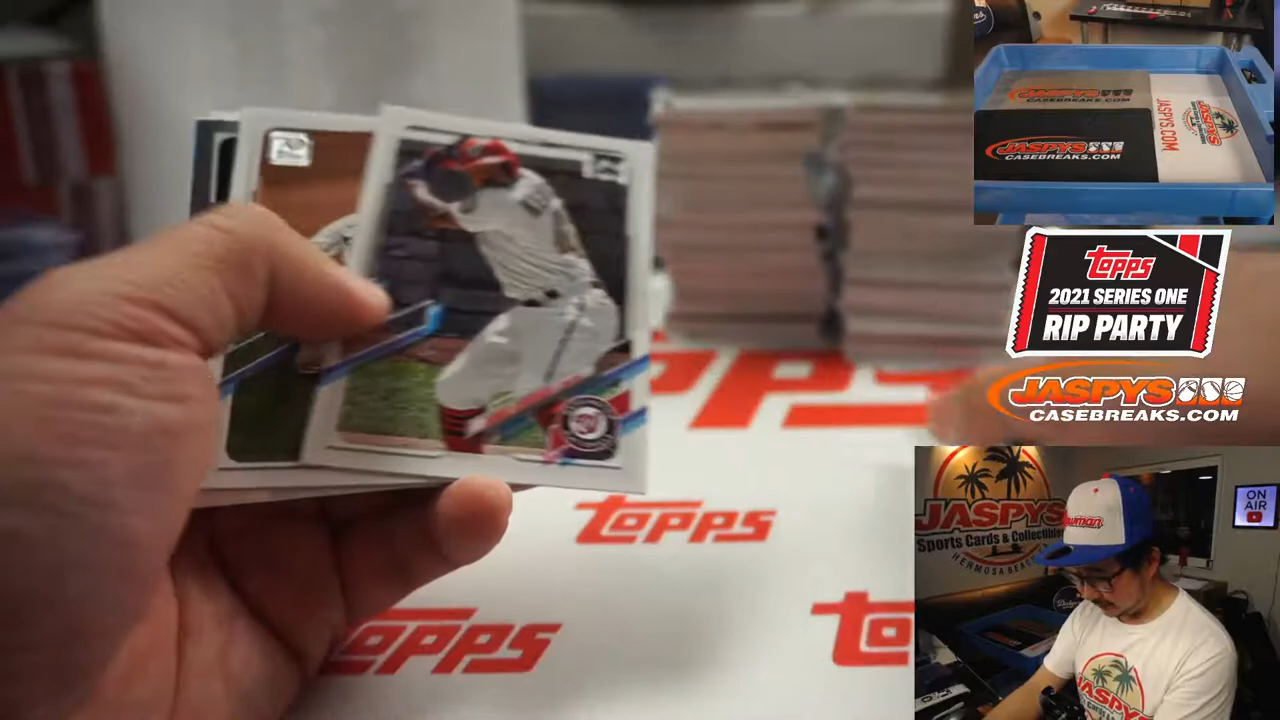 JASPYS
CASEBREAKS.COM
JASPYS
CASEBREAKS.COM
JASPYS.COM
TOPPS
2021 SERIES ONE
RIP PARTY
JASPYS
CASEBREAKS.COM
TOPPS
TOPPS
JASPYS
Sports Cards & Collectibles
HERMOSA BEACH
Bowman
ON
AIR